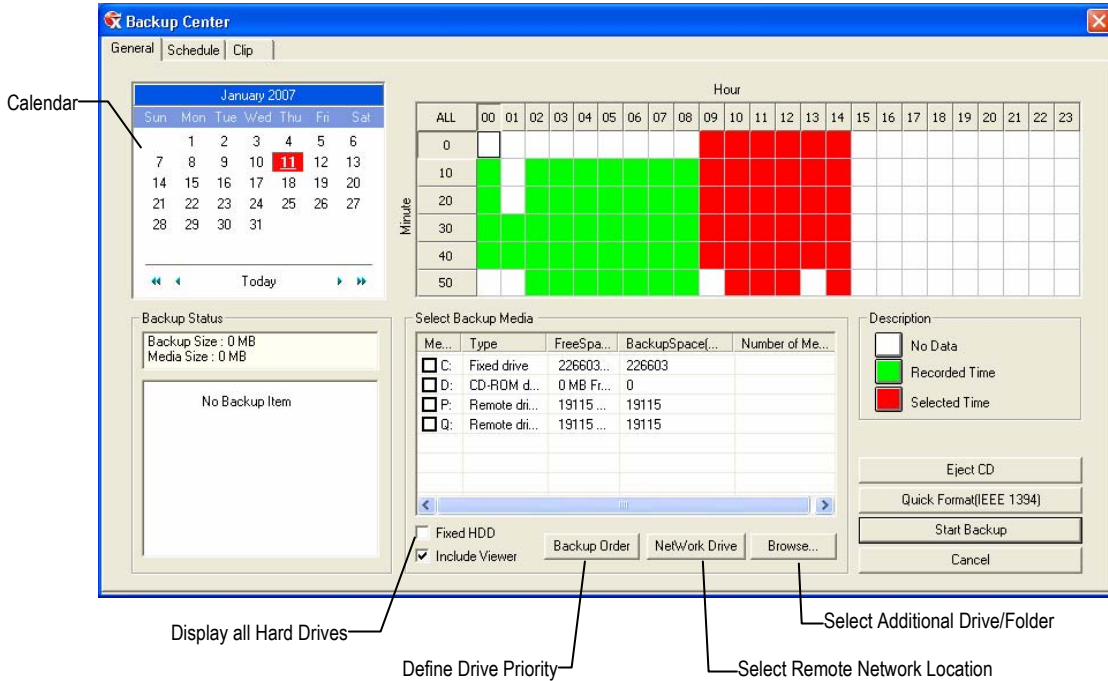 Backup Center
General Schedule Clip
Calendar
January 2007
Sun Mon Tue Wed Thu Fri Sat
1 2 3 4 5 6
7 8 9 10 11 12 13
14 15 16 17 18 19 20
21 22 23 24 25 26 27
28 29 30 31
Today
Hour
ALL 00 01 02 03 04 05 06 07 08 09 10 11 12 13 14 15 16 17 18 19 20 21 22 23
Minute
0
10
20
30
40
50
Backup Status
Backup Size : 0 MB
Media Size : 0 MB
No Backup Item
Select Backup Media
Me... Type FreeSpa... BackupSpace(... Number of Me...
C: Fixed drive 226603... 226603
D: CD-ROM d... 0 MB Fr... 0
P: Remote dri... 19115 ... 19115
Q: Remote dri... 19115 ... 19115
Fixed HDD
Include Viewer
Backup Order NetWork Drive Browse...
Description
No Data
Recorded Time
Selected Time
Eject CD
Quick Format(IEEE 1394)
Start Backup
Cancel
Display all Hard Drives
Select Additional Drive/Folder
Define Drive Priority
Select Remote Network Location